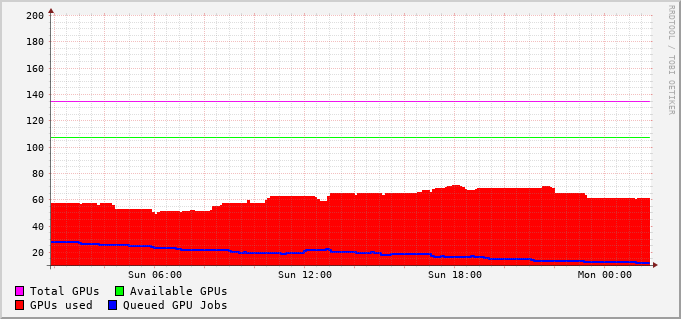 200
180
160
140
120
100
80
60
40
20
Sun 06:00 Sun 12:00 Sun 18:00 Mon 00:00
Total GPUs Available GPUs
GPUs used Queued GPU Jobs
RRDTOOL / TOBI OETIKER